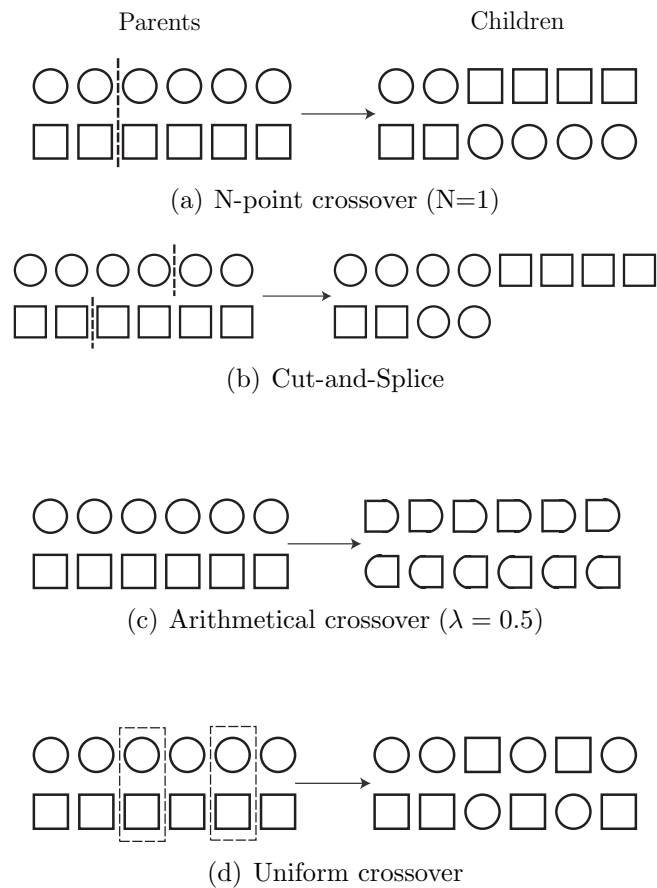 Parents
Children
(a) N-point crossover (N=1)
(b) Cut-and-Splice
(c) Arithmetical crossover (λ = 0.5)
(d) Uniform crossover